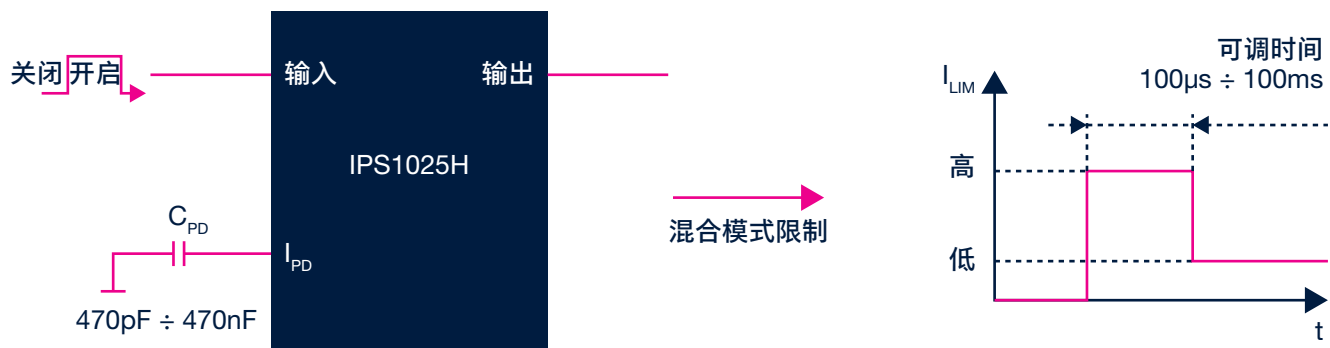 关闭 开启
输入
输出
IPS1025H
C_PD
I_PD
470pF ÷ 470nF
混合模式限制
可调时间
100µs ÷ 100ms
I_LIM
高
低
t